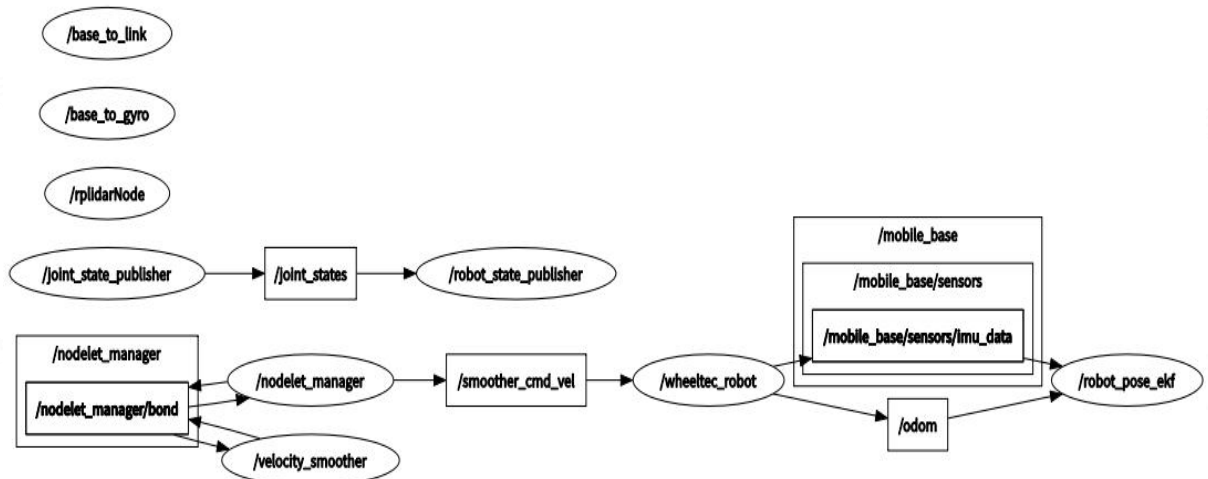 /base_to_link
/base_to_gyro
/rplidarNode
/joint_state_publisher
/joint_states
/robot_state_publisher
/mobile_base
/mobile_base/sensors
/mobile_base/sensors/imu_data
/nodelet_manager
/nodelet_manager/bond
/nodelet_manager
/velocity_smoother
/smoother_cmd_vel
/wheeltec_robot
/odom
/robot_pose_ekf